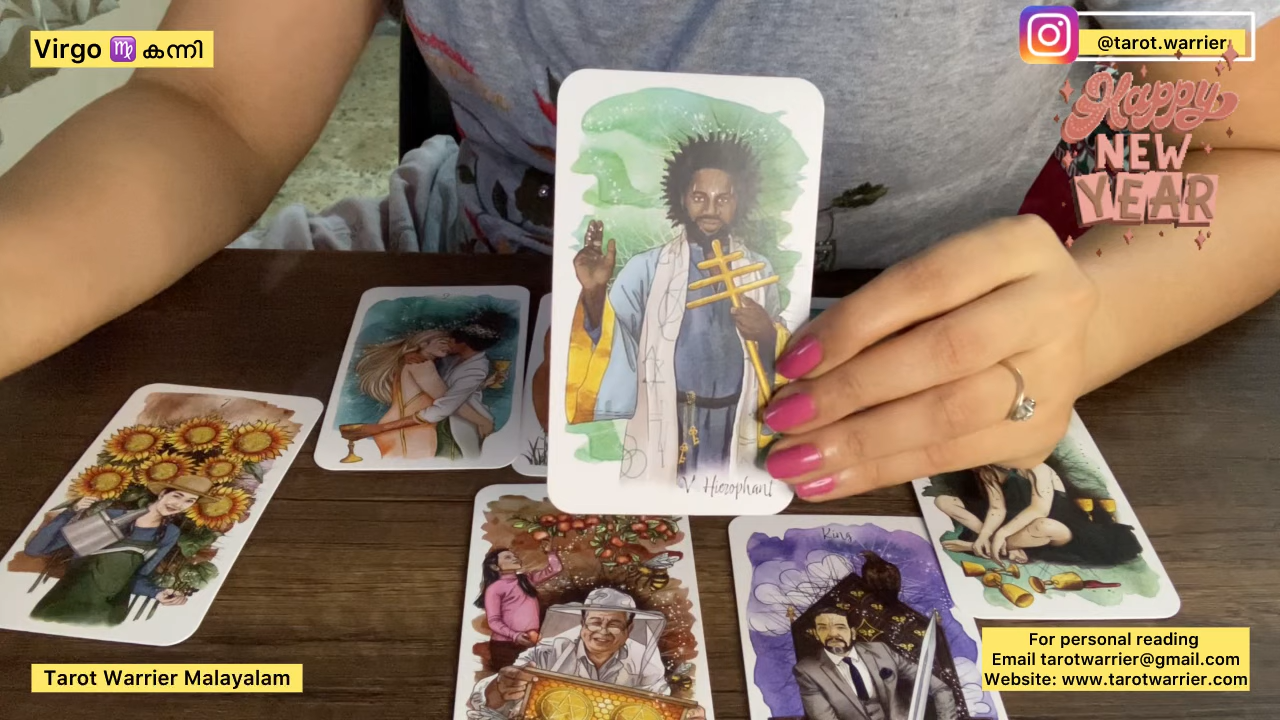 Virgo ♍ കന്നി
@tarot.warrier
Happy
NEW
YEAR
V Hierophant
King
Tarot Warrier Malayalam
For personal reading
Email tarotwarrier@gmail.com
Website: www.tarotwarrier.com